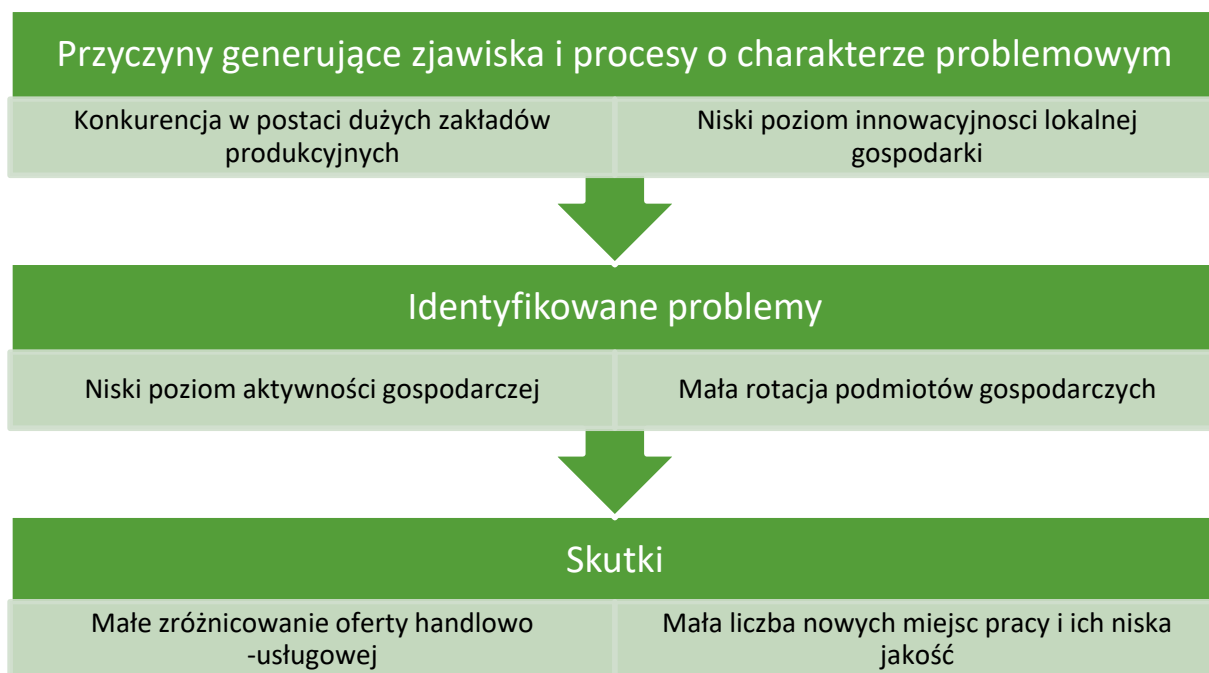 Przyczyny generujące zjawiska i procesy o charakterze problemowym
Konkurencja w postaci dużych zakładów
produkcyjnych
Niski poziom innowacyjnosci lokalnej
gospodarki
Identyfikowane problemy
Niski poziom aktywności gospodarczej
Mała rotacja podmiotów gospodarczych
Skutki
Małe zróżnicowanie oferty handlowo
-usługowej
Mała liczba nowych miejsc pracy i ich niska
jakość